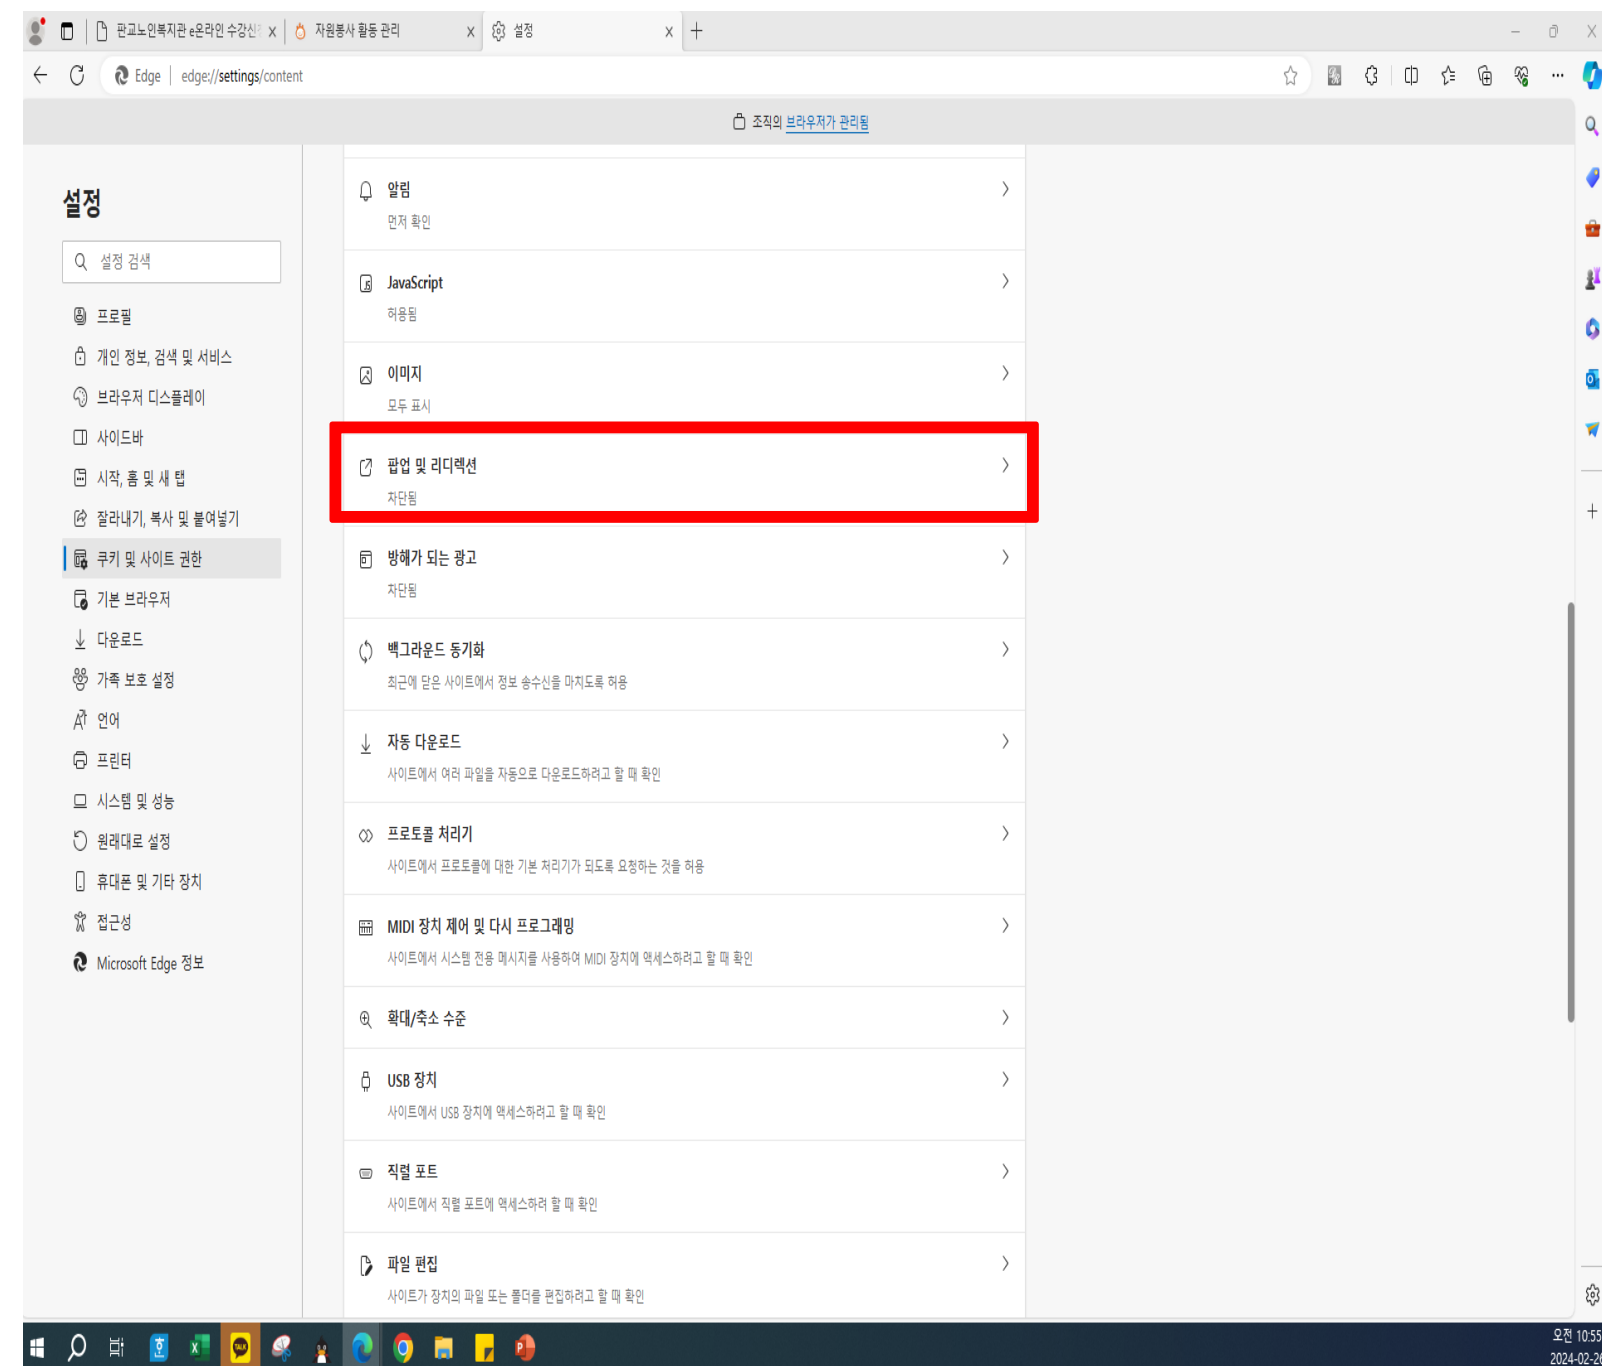 판교노인복지관 e온라인 수강신청
자원봉사 활동 관리
설정
Edge
edge://settings/content
조직의 브라우저가 관리됨
설정
설정 검색
프로필
개인 정보, 검색 및 서비스
브라우저 디스플레이
사이드바
시작, 홈 및 새 탭
잘라내기, 복사 및 붙여넣기
쿠키 및 사이트 권한
기본 브라우저
다운로드
가족 보호 설정
언어
프린터
시스템 및 성능
원래대로 설정
휴대폰 및 기타 장치
접근성
Microsoft Edge 정보
알림
먼저 확인
JavaScript
허용됨
이미지
모두 표시
팝업 및 리디렉션
차단됨
방해가 되는 광고
차단됨
백그라운드 동기화
최근에 닫은 사이트에서 정보 송수신을 마치도록 허용
자동 다운로드
사이트에서 여러 파일을 자동으로 다운로드하려고 할 때 확인
프로토콜 처리기
사이트에서 프로토콜에 대한 기본 처리기가 되도록 요청하는 것을 허용
MIDI 장치 제어 및 다시 프로그래밍
사이트에서 시스템 전용 메시지를 사용하여 MIDI 장치에 액세스하려고 할 때 확인
확대/축소 수준
USB 장치
사이트에서 USB 장치에 액세스하려고 할 때 확인
직렬 포트
사이트에서 직렬 포트에 액세스하려 할 때 확인
파일 편집
사이트가 장치의 파일 또는 폴더를 편집하려고 할 때 확인
오전 10:55
2024-02-26